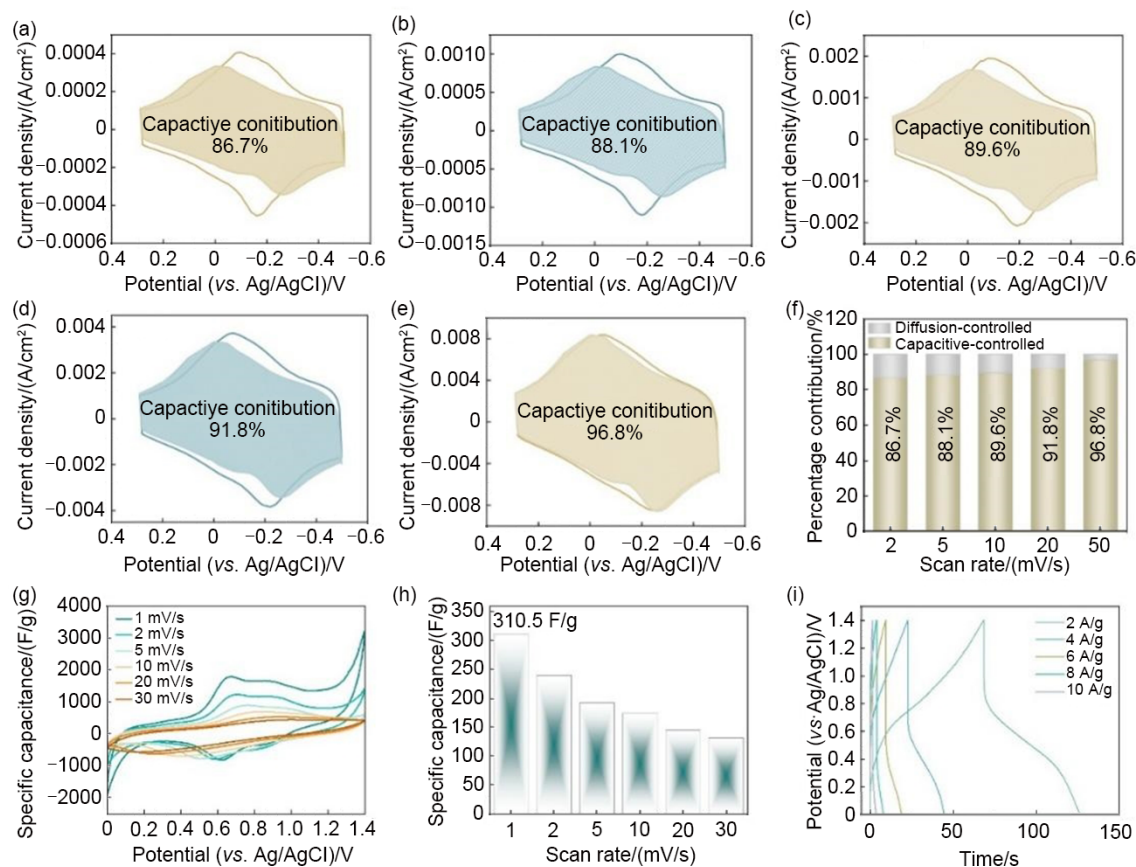 (a)
Current density/(A/cm²)
0.0004
0.0002
0
−0.0002
−0.0004
−0.0006
Capactiye conitibution
86.7%
0.4 0.2 0 −0.2 −0.4 −0.6
Potential (vs. Ag/AgCl)/V
(b)
Current density/(A/cm²)
0.0010
0.0005
0
−0.0005
−0.0010
−0.0015
Capactiye conitibution
88.1%
0.4 0.2 0 −0.2 −0.4 −0.6
Potential (vs. Ag/AgCl)/V
(c)
Current density/(A/cm²)
0.002
0.001
0
−0.001
−0.002
Capactiye conitibution
89.6%
0.4 0.2 0 −0.2 −0.4 −0.6
Potential (vs. Ag/AgCl)/V
(d)
Current density/(A/cm²)
0.004
0.002
0
−0.002
−0.004
Capactiye conitibution
91.8%
0.4 0.2 0 −0.2 −0.4 −0.6
Potential (vs. Ag/AgCl)/V
(e)
Current density/(A/cm²)
0.008
0.004
0
−0.004
−0.008
Capactiye conitibution
96.8%
0.4 0.2 0 −0.2 −0.4 −0.6
Potential (vs. Ag/AgCl)/V
(f)
Percentage contribution/%
120
100
80
60
40
20
0
Diffusion-controlled
Capacitive-controlled
86.7%
88.1%
89.6%
91.8%
96.8%
2 5 10 20 50
Scan rate/(mV/s)
(g)
Specific capacitance/(F/g)
4000
3000
2000
1000
0
−1000
−2000
1 mV/s
2 mV/s
5 mV/s
10 mV/s
20 mV/s
30 mV/s
0 0.2 0.4 0.6 0.8 1.0 1.2 1.4
Potential (vs. Ag/AgCl)/V
(h)
Specific capacitance/(F/g)
350
300
250
200
150
100
50
0
310.5 F/g
1 2 5 10 20 30
Scan rate/(mV/s)
(i)
Potential (vs· Ag/AgCl)/V
1.4
1.2
1.0
0.8
0.6
0.4
0.2
0
2 A/g
4 A/g
6 A/g
8 A/g
10 A/g
0 50 100 150
Time/s